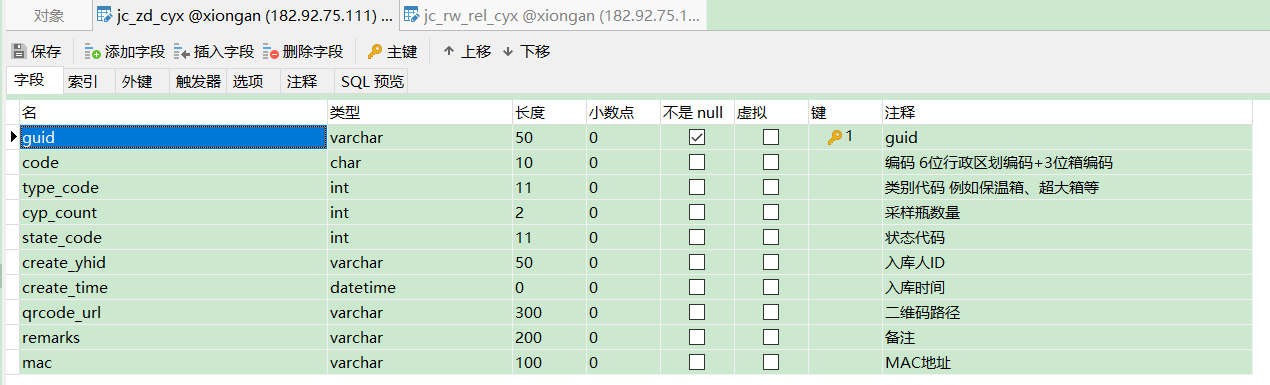 对象 jc_zd_cyx @xiongan (182.92.75.111) ... jc_rw_rel_cyx @xiongan (182.92.75.1...
保存 添加字段 插入字段 删除字段 主键 上移 下移
字段 索引 外键 触发器 选项 注释 SQL 预览
名 类型 长度 小数点 不是 null 虚拟 键 注释
guid varchar 50 0 1 guid
code char 10 0 编码 6位行政区划编码+3位箱编码
type_code int 11 0 类别代码 例如保温箱、超大箱等
cyp_count int 2 0 采样瓶数量
state_code int 11 0 状态代码
create_yhid varchar 50 0 入库人ID
create_time datetime 0 0 入库时间
qrcode_url varchar 300 0 二维码路径
remarks varchar 200 0 备注
mac varchar 100 0 MAC地址